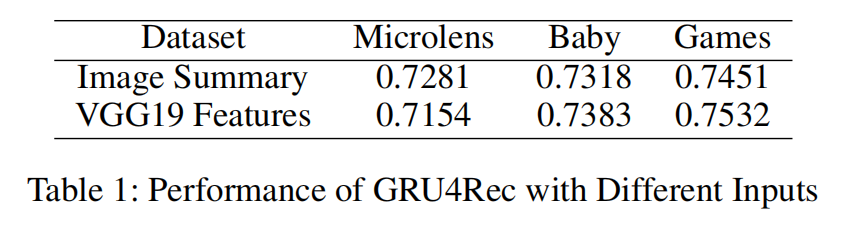 Dataset Microlens Baby Games
Image Summary 0.7281 0.7318 0.7451
VGG19 Features 0.7154 0.7383 0.7532
Table 1: Performance of GRU4Rec with Different Inputs